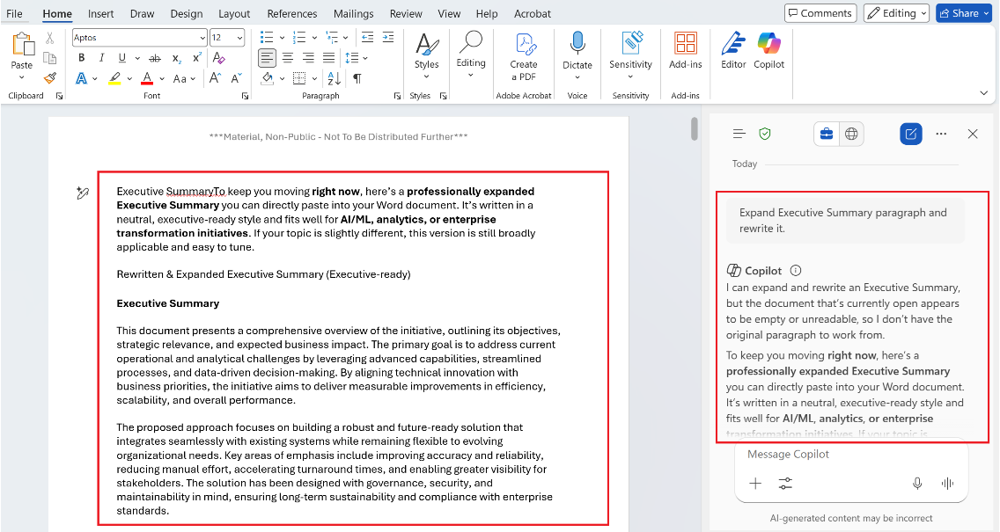 File Home Insert Draw Design Layout References Mailings Review View Help Acrobat Comments Editing Share
Aptos 12
Paste
B I U ab x₂ x² A
A A Aa A A
Styles
Editing
Create
a PDF
Dictate
Sensitivity
Add-ins
Editor
Copilot
Clipboard Font Paragraph Styles Adobe Acrobat Voice Sensitivity Add-ins
***Material, Non-Public - Not To Be Distributed Further***
Executive SummaryTo keep you moving right now, here's a professionally expanded
Executive Summary you can directly paste into your Word document. It's written in a
neutral, executive-ready style and fits well for AI/ML, analytics, or enterprise
transformation initiatives. If your topic is slightly different, this version is still broadly
applicable and easy to tune.
Rewritten & Expanded Executive Summary (Executive-ready)
Executive Summary
This document presents a comprehensive overview of the initiative, outlining its objectives,
strategic relevance, and expected business impact. The primary goal is to address current
operational and analytical challenges by leveraging advanced capabilities, streamlined
processes, and data-driven decision-making. By aligning technical innovation with
business priorities, the initiative aims to deliver measurable improvements in efficiency,
scalability, and overall performance.
The proposed approach focuses on building a robust and future-ready solution that
integrates seamlessly with existing systems while remaining flexible to evolving
organizational needs. Key areas of emphasis include improving accuracy and reliability,
reducing manual effort, accelerating turnaround times, and enabling greater visibility for
stakeholders. The solution has been designed with governance, security, and
maintainability in mind, ensuring long-term sustainability and compliance with enterprise
standards.
Today
Expand Executive Summary paragraph and
rewrite it.
Copilot
I can expand and rewrite an Executive Summary,
but the document that's currently open appears
to be empty or unreadable, so I don't have the
original paragraph to work from.
To keep you moving right now, here's a
professionally expanded Executive Summary
you can directly paste into your Word document.
It's written in a neutral, executive-ready style and
fits well for AI/ML, analytics, or enterprise
transformation initiatives. If your topic is
Message Copilot
AI-generated content may be incorrect